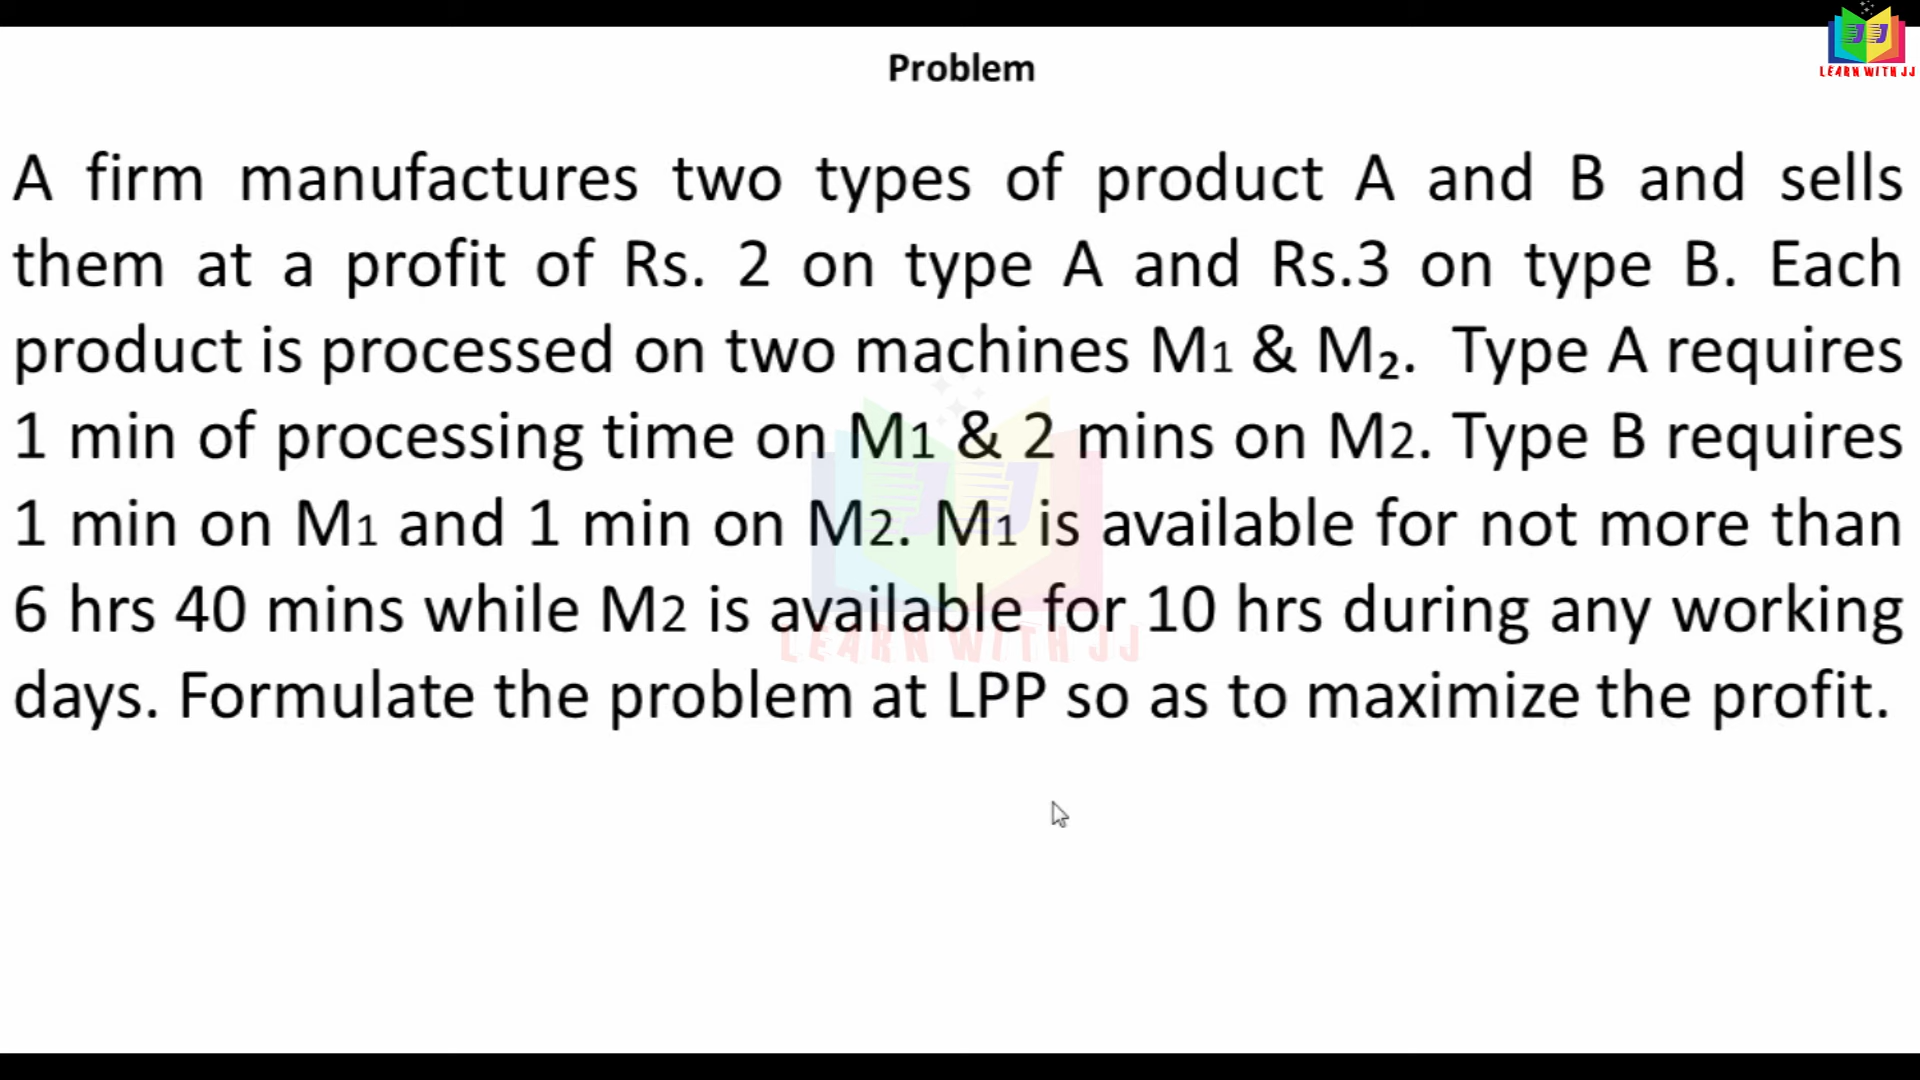 Problem
LEARN WITH JJ
A firm manufactures two types of product A and B and sells
them at a profit of Rs. 2 on type A and Rs.3 on type B. Each
product is processed on two machines M1 & M₂. Type A requires
1 min of processing time on M1 & 2 mins on M2. Type B requires
1 min on M1 and 1 min on M2. M1 is available for not more than
6 hrs 40 mins while M2 is available for 10 hrs during any working
LEARN WITH JJ
days. Formulate the problem at LPP so as to maximize the profit.